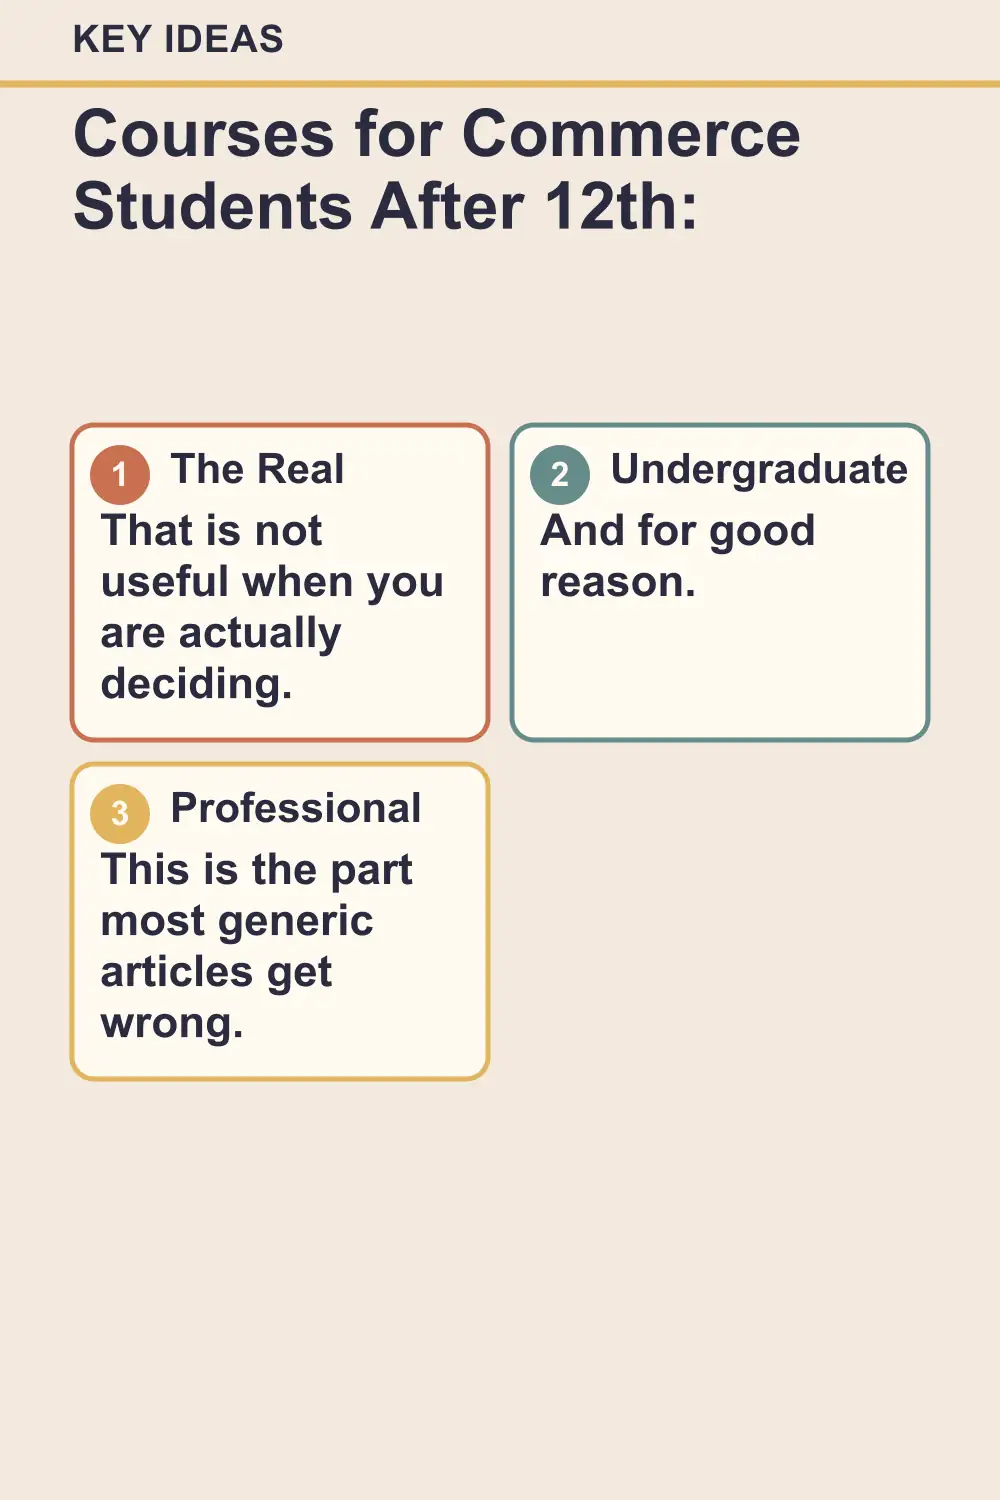 KEY IDEAS
Courses for Commerce
Students After 12th:
1 The Real
That is not
useful when you
are actually
deciding.
2 Undergraduate
And for good
reason.
3 Professional
This is the part
most generic
articles get
wrong.